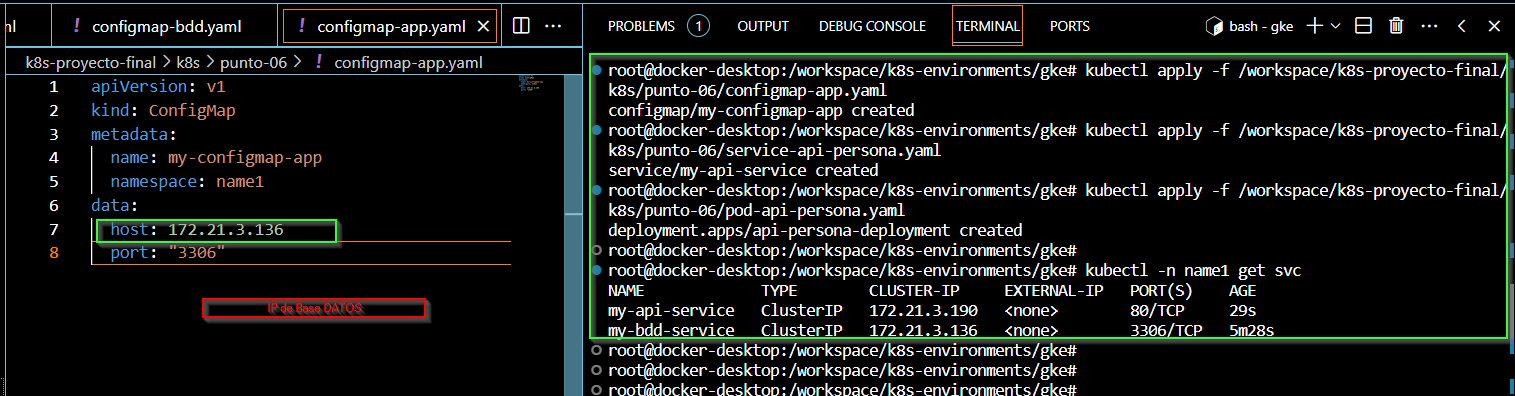 ml
! configmap-bdd.yaml
! configmap-app.yaml ×
k8s-proyecto-final > k8s > punto-06 > ! configmap-app.yaml
1 apiVersion: v1
2 kind: ConfigMap
3 metadata:
4 name: my-configmap-app
5 namespace: name1
6 data:
7 host: 172.21.3.136
8 port: "3306"
IP de Base DATOS
PROBLEMS 1 OUTPUT DEBUG CONSOLE TERMINAL PORTS
bash - gke
root@docker-desktop:/workspace/k8s-environments/gke# kubectl apply -f /workspace/k8s-proyecto-final/
k8s/punto-06/configmap-app.yaml
configmap/my-configmap-app created
root@docker-desktop:/workspace/k8s-environments/gke# kubectl apply -f /workspace/k8s-proyecto-final/
k8s/punto-06/service-api-persona.yaml
service/my-api-service created
root@docker-desktop:/workspace/k8s-environments/gke# kubectl apply -f /workspace/k8s-proyecto-final/
k8s/punto-06/pod-api-persona.yaml
deployment.apps/api-persona-deployment created
root@docker-desktop:/workspace/k8s-environments/gke#
root@docker-desktop:/workspace/k8s-environments/gke# kubectl -n name1 get svc
NAME TYPE CLUSTER-IP EXTERNAL-IP PORT(S) AGE
my-api-service ClusterIP 172.21.3.190 <none> 80/TCP 29s
my-bdd-service ClusterIP 172.21.3.136 <none> 3306/TCP 5m28s
root@docker-desktop:/workspace/k8s-environments/gke#
root@docker-desktop:/workspace/k8s-environments/gke#
root@docker-desktop:/workspace/k8s-environments/gke#